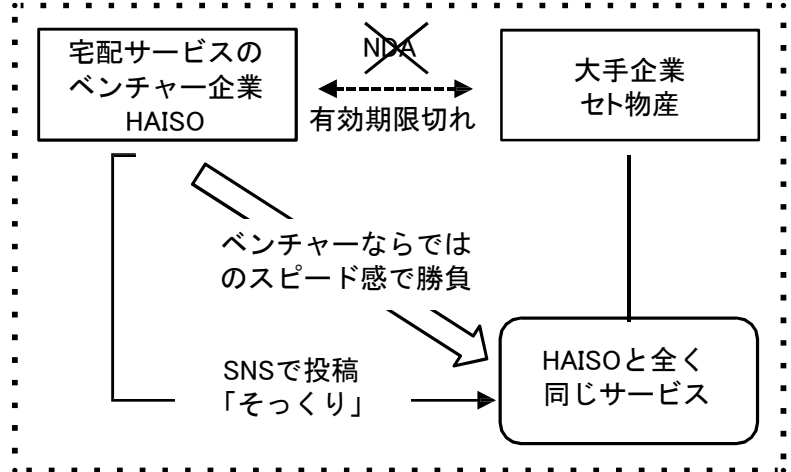 宅配サービスの
ベンチャー企業
HAISO
NDA
有効期限切れ
大手企業
セト物産
ベンチャーならでは
のスピード感で勝負
SNSで投稿
「そっくり」
HAISOと全く
同じサービス